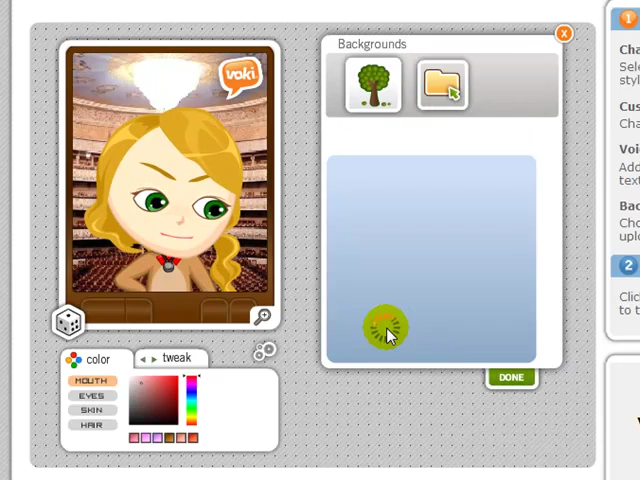 Backgrounds
x
voki
color
tweak
MOUTH
EYES
SKIN
HAIR
DONE
1
Cha
Sele
styl
Cus
Cha
Voi
Add
text
Bac
Cho
uplo
2
Clic
to t